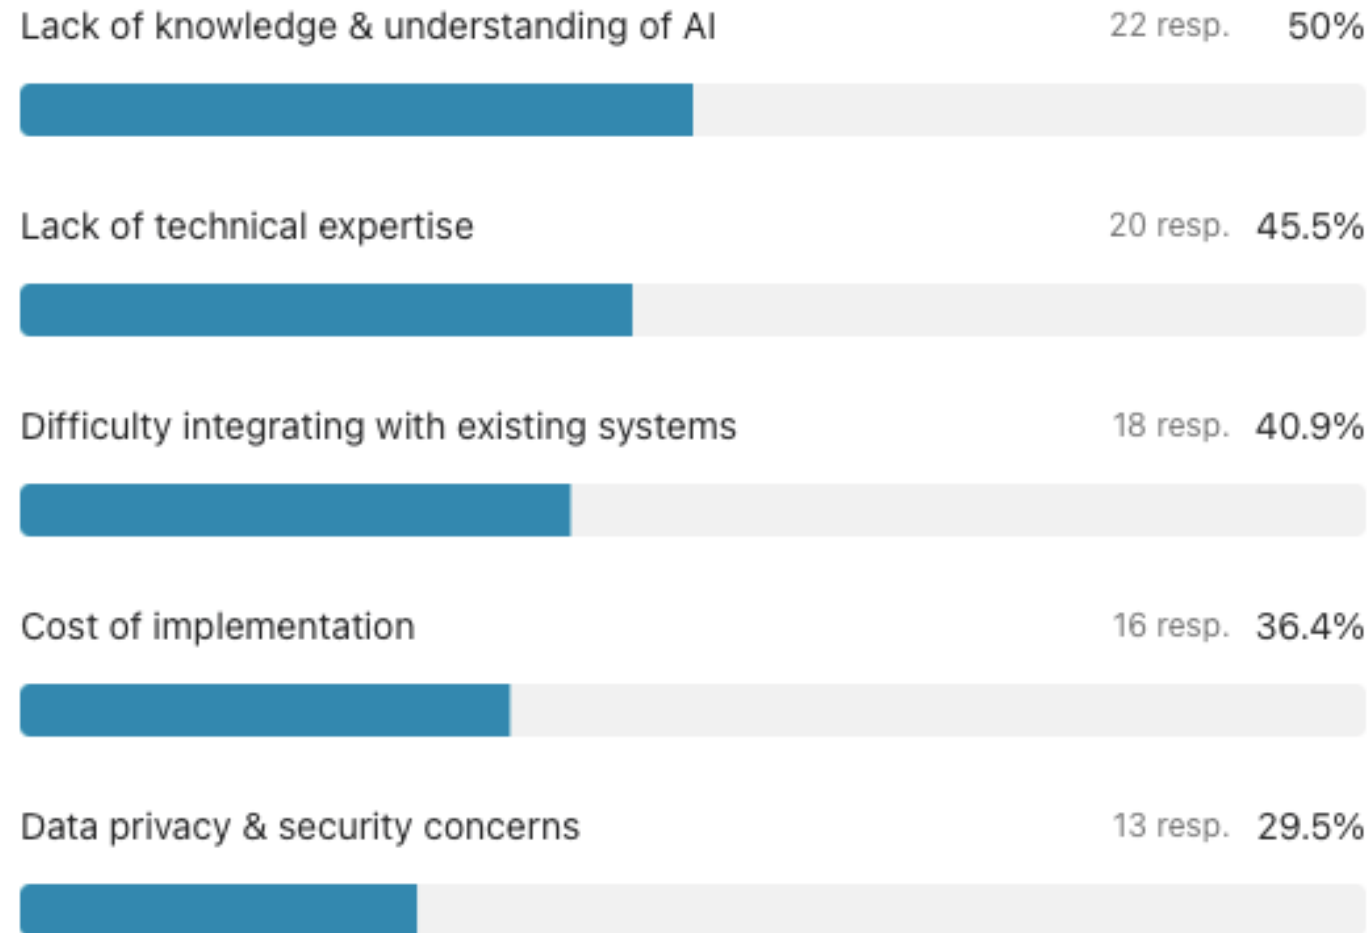 Lack of knowledge & understanding of AI 22 resp. 50%
Lack of technical expertise 20 resp. 45.5%
Difficulty integrating with existing systems 18 resp. 40.9%
Cost of implementation 16 resp. 36.4%
Data privacy & security concerns 13 resp. 29.5%